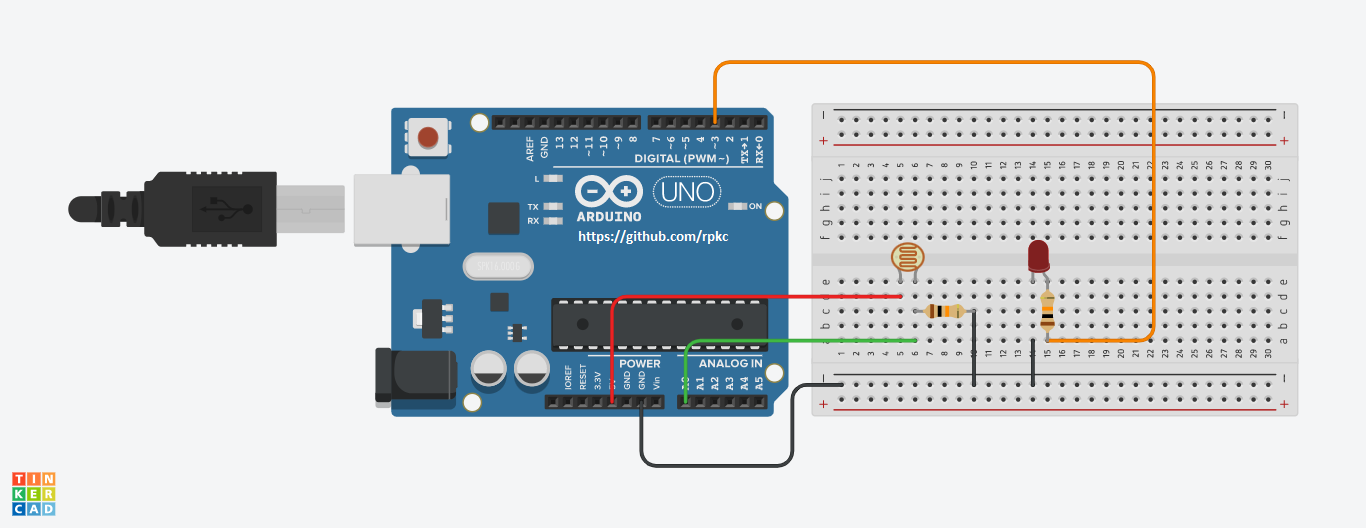 AREF
GND
13
12
~11
~10
~9
8
7
~6
~5
4
~3
2
TX→1
RX←0
DIGITAL (PWM~)
L
TX
RX
UNO
ON
ARDUINO
https://github.com/rpkc
POWER
ANALOG IN
IOREF
RESET
3.3V
GND
GND
Vin
A0
A1
A2
A3
A4
A5
− −
+ +
1 2 3 4 5 6 7 8 9 10 11 12 13 14 15 16 17 18 19 20 21 22 23 24 25 26 27 28 29 30
j j
i i
h h
g g
f f
e e
d d
c c
b b
a a
1 2 3 4 5 6 7 8 9 10 11 12 13 14 15 16 17 18 19 20 21 22 23 24 25 26 27 28 29 30
− −
+ +
TIN
KER
CAD